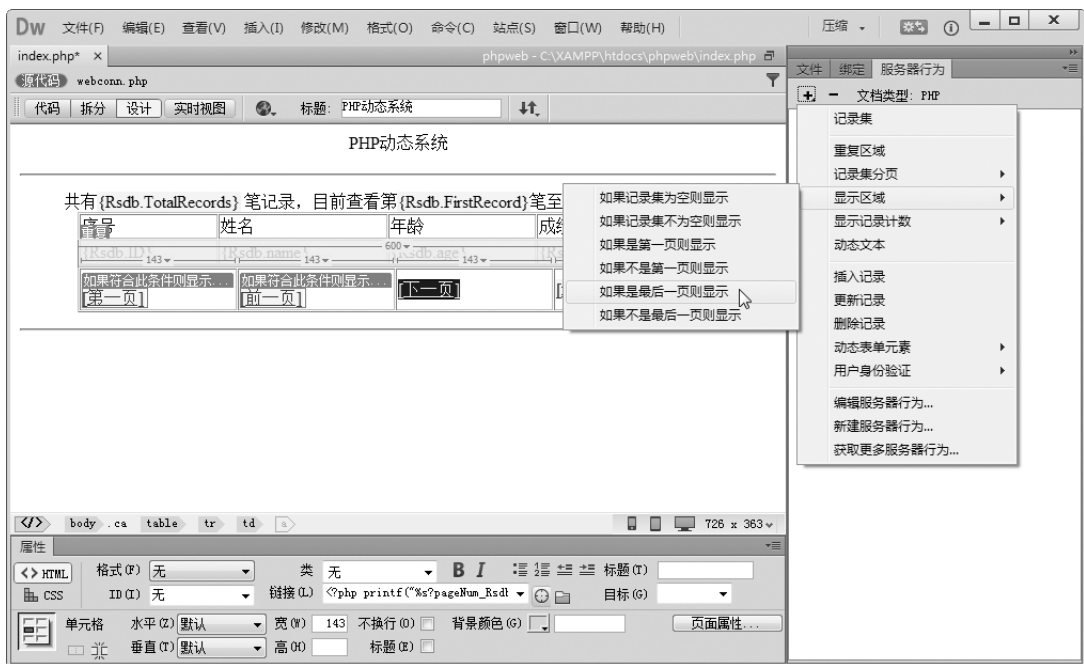 Dw 文件(F) 编辑(E) 查看(V) 插入(I) 修改(M) 格式(O) 命令(C) 站点(S) 窗口(W) 帮助(H) 压缩
index.php* × phpweb - C:\XAMPP\htdocs\phpweb\index.php
源代码 webconn.php
代码 拆分 设计 实时视图 标题: PHP动态系统
PHP动态系统
共有{Rsdb.TotalRecords} 笔记录，目前查看第{Rsdb.FirstRecord}笔至
序号 姓名 年龄
{Rsdb.ID} {Rsdb.name} {Rsdb.age}
143 143 600 143
如果符合此条件则显示... 如果符合此条件则显示...
[第一页] [前一页] [下一页]
如果记录集为空则显示
如果记录集不为空则显示
如果是第一页则显示
如果不是第一页则显示
如果是最后一页则显示
如果不是最后一页则显示
文件 绑定 服务器行为
文档类型: PHP
记录集
重复区域
记录集分页
显示区域
显示记录计数
动态文本
插入记录
更新记录
删除记录
动态表单元素
用户身份验证
编辑服务器行为...
新建服务器行为...
获取更多服务器行为...
body .ca table tr td a 726 x 363
属性
<> HTML 格式(F) 无 类 无 B I 标题(T)
CSS ID(I) 无 链接(L) <?php printf("%s?pageNum_Rsdb 目标(G)
单元格 水平(Z) 默认 宽(W) 143 不换行(O) 背景颜色(G) 页面属性...
垂直(T) 默认 高(H) 标题(E)